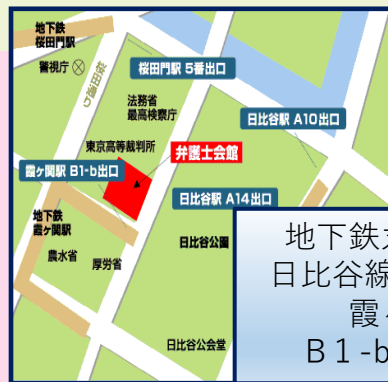 地下鉄
桜田門駅
警視庁
桜田通り
桜田門駅 5番出口
法務省
最高検察庁
日比谷駅 A10出口
東京高等裁判所
弁護士会館
霞ヶ関駅 B1-b出口
日比谷駅 A14出口
地下鉄
霞ヶ関駅
日比谷公園
農水省
厚労省
日比谷公会堂
地下鉄
日比谷線
霞
B1-b